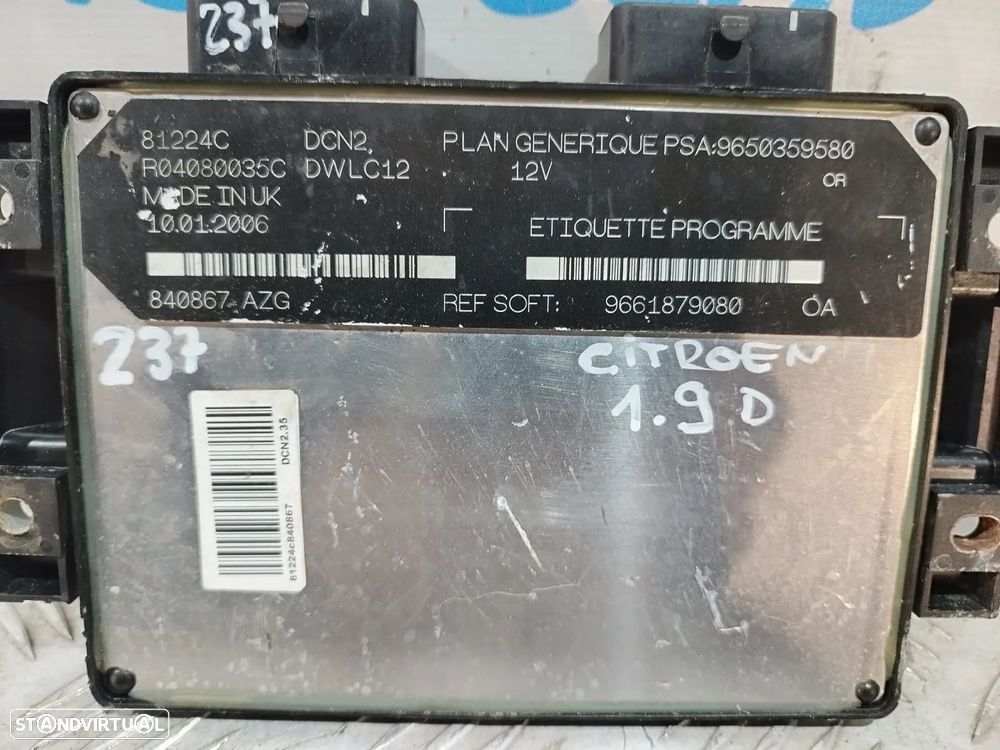 237
81224C DCN2 PLAN GENERIQUE PSA:9650359580
R04080035C DWLC12 12V OR
MADE IN UK
10.01.2006
ETIQUETTE PROGRAMME
840867 AZG REF SOFT: 9661879080 OA
237
CITROEN
1.9 D
DCN2.35
81224c840867
STANDVIRTUAL